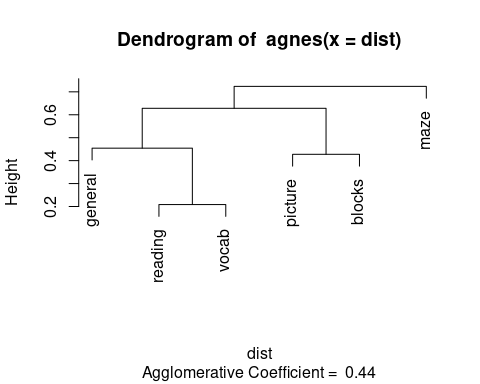 Dendrogram of  agnes(x = dist)
Height
0.6
0.4
0.2
general
reading
vocab
picture
blocks
maze
dist
Agglomerative Coefficient =  0.44